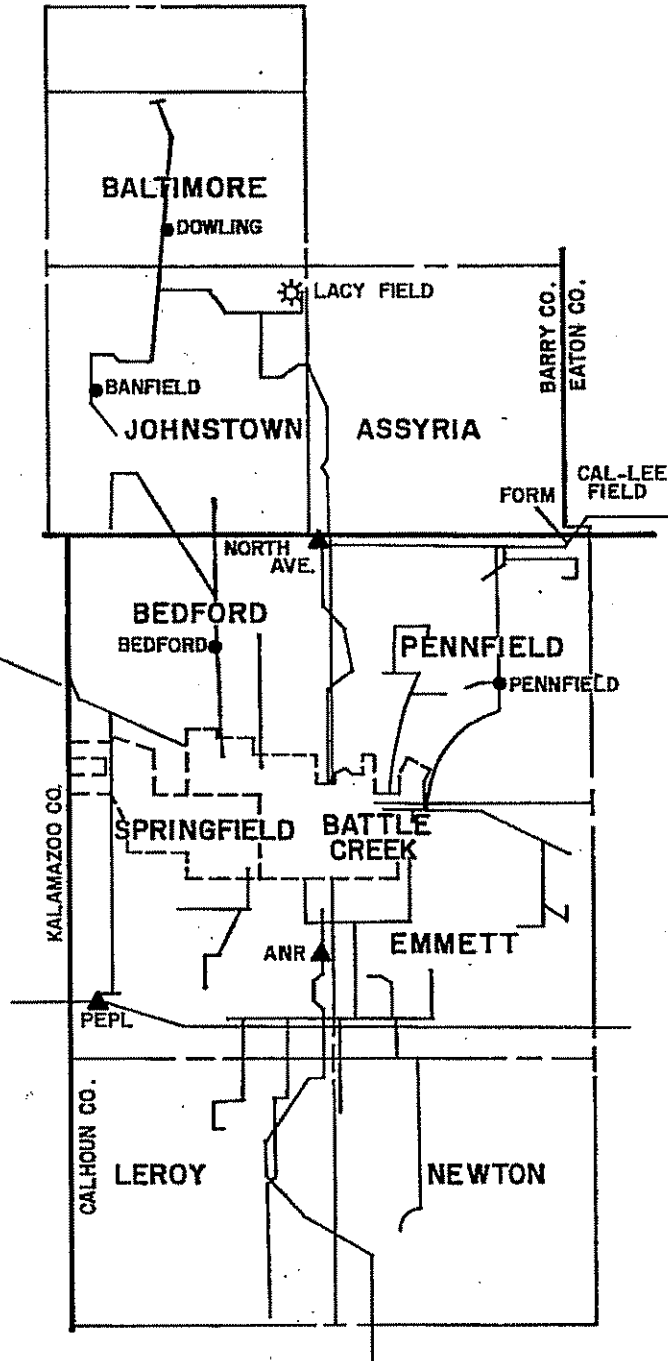 BALTIMORE
DOWLING
LACY FIELD
BARRY CO.
EATON CO.
BANFIELD
JOHNSTOWN
ASSYRIA
CAL-LEE
FIELD
FORM
NORTH
AVE.
BEDFORD
BEDFORD
PENNFIELD
PENNFIELD
KALAMAZOO CO.
SPRINGFIELD
BATTLE
CREEK
EMMETT
ANR
PEPL
CALHOUN CO.
LEROY
NEWTON